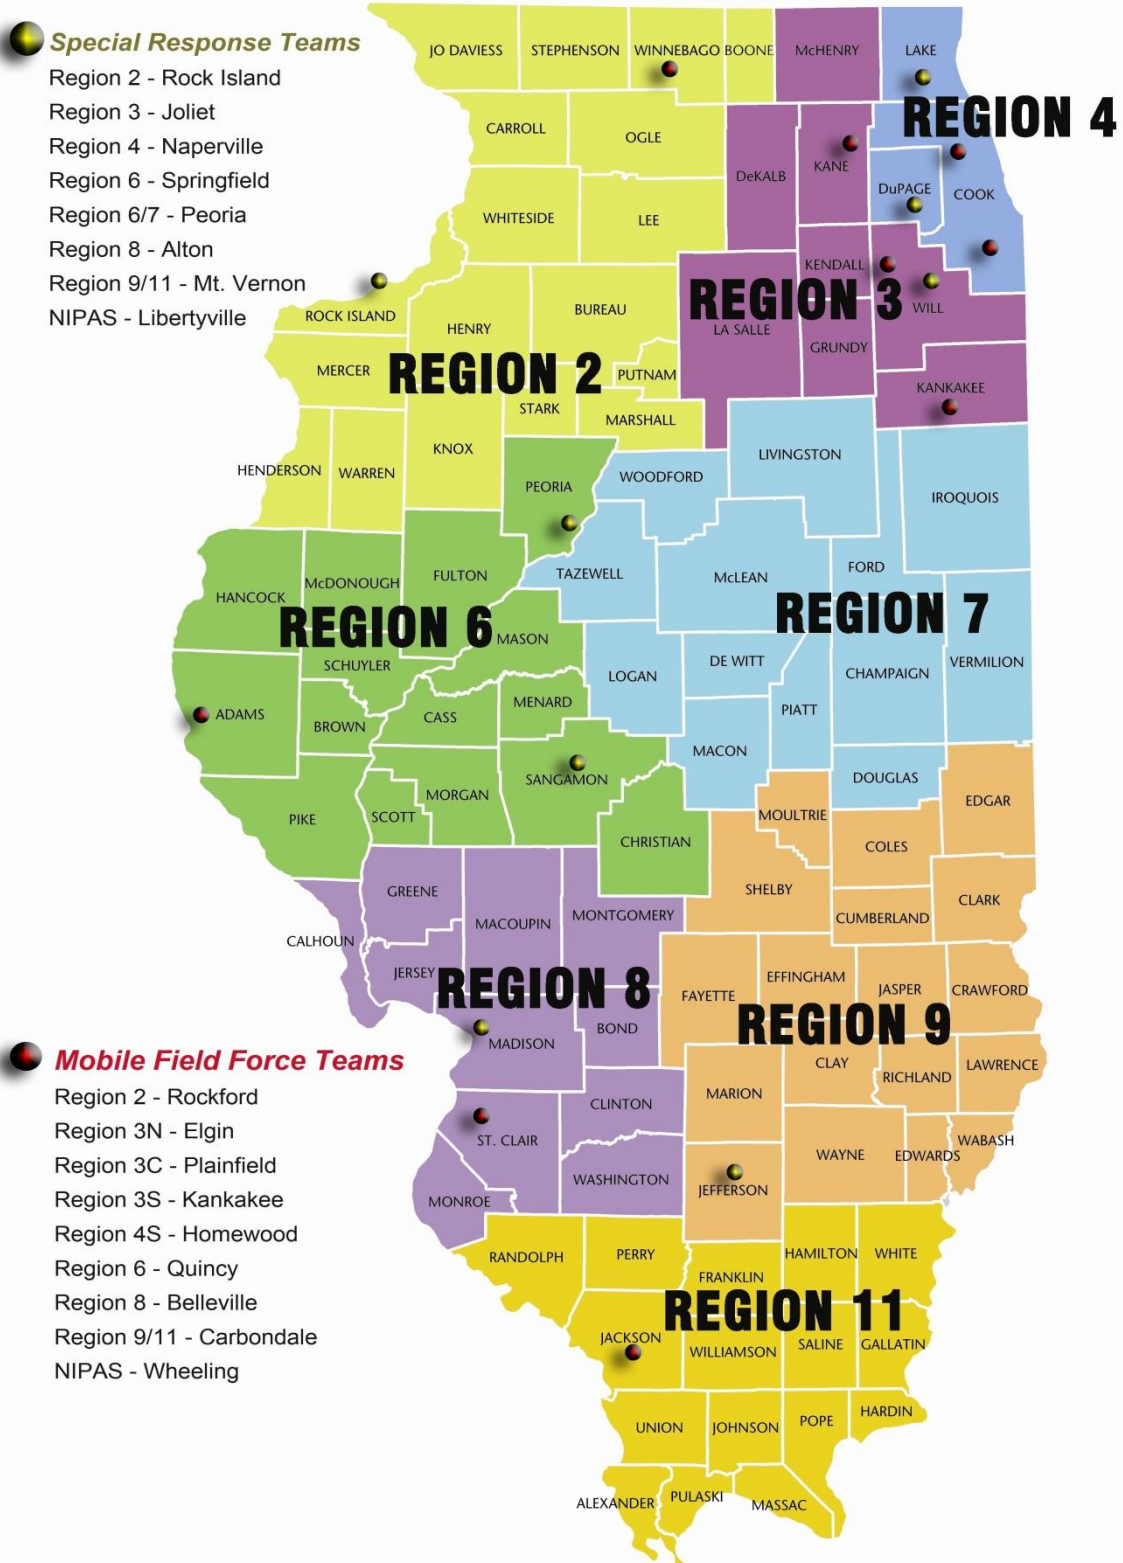 Special Response Teams
Region 2 - Rock Island
Region 3 - Joliet
Region 4 - Naperville
Region 6 - Springfield
Region 6/7 - Peoria
Region 8 - Alton
Region 9/11 - Mt. Vernon
NIPAS - Libertyville
JO DAVIESS
STEPHENSON
WINNEBAGO
BOONE
McHENRY
LAKE
REGION 4
CARROLL
OGLE
DeKALB
KANE
DuPAGE
COOK
WHITESIDE
LEE
KENDALL
REGION 3
WILL
ROCK ISLAND
HENRY
BUREAU
LA SALLE
GRUNDY
MERCER
REGION 2
PUTNAM
KANKAKEE
STARK
MARSHALL
HENDERSON
WARREN
KNOX
PEORIA
WOODFORD
LIVINGSTON
IROQUOIS
HANCOCK
McDONOUGH
FULTON
TAZEWELL
McLEAN
FORD
REGION 6
MASON
REGION 7
SCHUYLER
LOGAN
DE WITT
CHAMPAIGN
VERMILION
ADAMS
BROWN
CASS
MENARD
PIATT
MACON
SANGAMON
DOUGLAS
PIKE
SCOTT
MORGAN
CHRISTIAN
MOULTRIE
EDGAR
COLES
GREENE
SHELBY
CLARK
CALHOUN
MACOUPIN
MONTGOMERY
CUMBERLAND
JERSEY
REGION 8
FAYETTE
EFFINGHAM
JASPER
CRAWFORD
REGION 9
MADISON
BOND
CLAY
RICHLAND
LAWRENCE
CLINTON
MARION
ST. CLAIR
WAYNE
EDWARDS
WABASH
MONROE
WASHINGTON
JEFFERSON
RANDOLPH
PERRY
FRANKLIN
HAMILTON
WHITE
REGION 11
JACKSON
WILLIAMSON
SALINE
GALLATIN
UNION
JOHNSON
POPE
HARDIN
ALEXANDER
PULASKI
MASSAC
Mobile Field Force Teams
Region 2 - Rockford
Region 3N - Elgin
Region 3C - Plainfield
Region 3S - Kankakee
Region 4S - Homewood
Region 6 - Quincy
Region 8 - Belleville
Region 9/11 - Carbondale
NIPAS - Wheeling